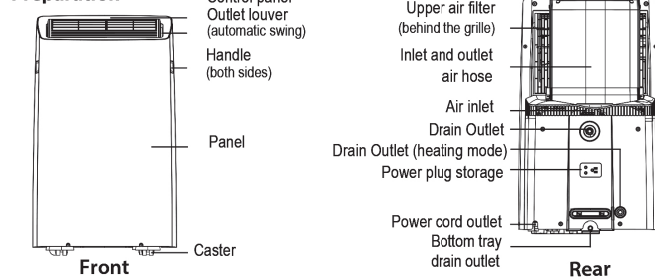 Preparation
Control panel
Outlet louver
(automatic swing)
Handle
(both sides)
Panel
Caster
Front
Upper air filter
(behind the grille)
Inlet and outlet
air hose
Air inlet
Drain Outlet
Drain Outlet (heating mode)
Power plug storage
Power cord outlet
Bottom tray
drain outlet
Rear